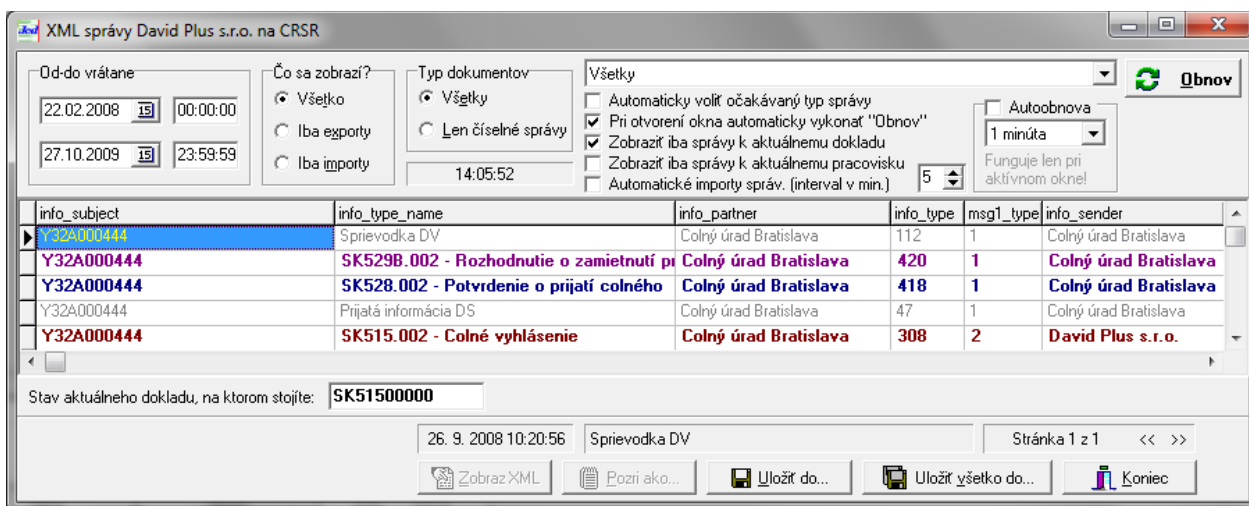 XML správy David Plus s.r.o. na CRSR
Od-do vrátane
22.02.2008 15 00:00:00
27.10.2009 15 23:59:59
Čo sa zobrazí?
Všetko
Iba exporty
Iba importy
Typ dokumentov
Všetky
Len číselné správy
14:05:52
Všetky
Automaticky voliť očakávaný typ správy
Pri otvorení okna automaticky vykonať "Obnov"
Zobraziť iba správy k aktuálnemu dokladu
Zobraziť iba správy k aktuálnemu pracovisku
Automatické importy správ. (interval v min.) 5
Obnov
Autoobnova
1 minúta
Funguje len pri
aktívnom okne!
info_subject info_type_name info_partner info_type msg1_type info_sender
Y32A000444 Sprievodka DV Colný úrad Bratislava 112 1 Colný úrad Bratislava
Y32A000444 SK529B.002 - Rozhodnutie o zamietnutí Colný úrad Bratislava 420 1 Colný úrad Bratislava
Y32A000444 SK528.002 - Potvrdenie o prijatí colného Colný úrad Bratislava 418 1 Colný úrad Bratislava
Y32A000444 Prijatá informácia DS Colný úrad Bratislava 47 1 Colný úrad Bratislava
Y32A000444 SK515.002 - Colné vyhlásenie Colný úrad Bratislava 308 2 David Plus s.r.o.
Stav aktuálneho dokladu, na ktorom stojíte: SK51500000
26. 9. 2008 10:20:56 Sprievodka DV Stránka 1 z 1 << >>
Zobraz XML Pozri ako... Uložiť do... Uložiť všetko do... Koniec